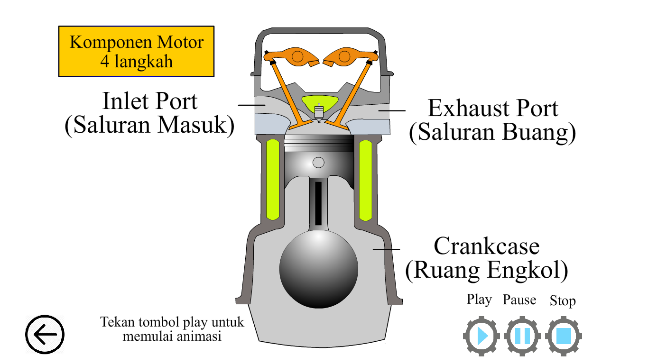 Komponen Motor
4 langkah
Inlet Port
(Saluran Masuk)
Exhaust Port
(Saluran Buang)
Crankcase
(Ruang Engkol)
Play Pause Stop
Tekan tombol play untuk
memulai animasi